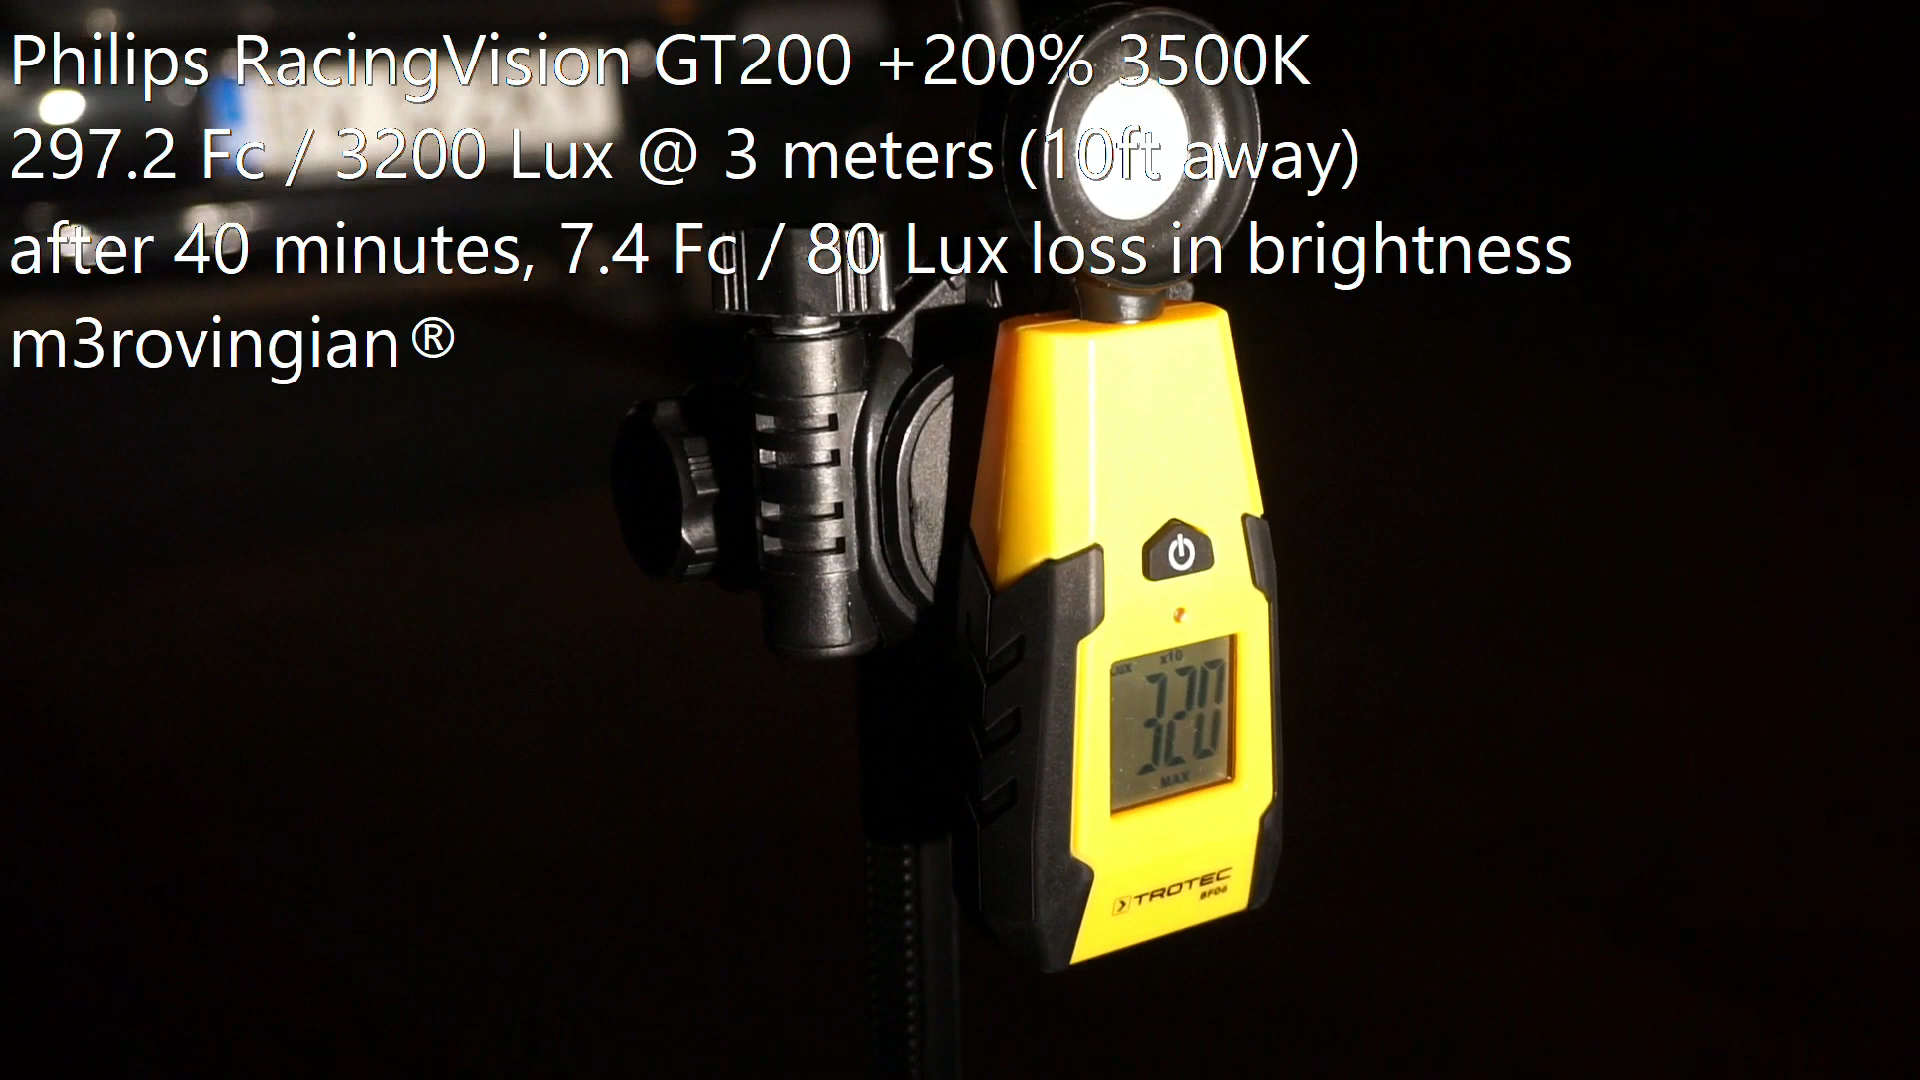 Philips RacingVision GT200 +200% 3500K
297.2 Fc / 3200 Lux @ 3 meters (10ft away)
after 40 minutes, 7.4 Fc / 80 Lux loss in brightness
m3rovingian®
LUX x10
320
MAX
TROTEC
BF06